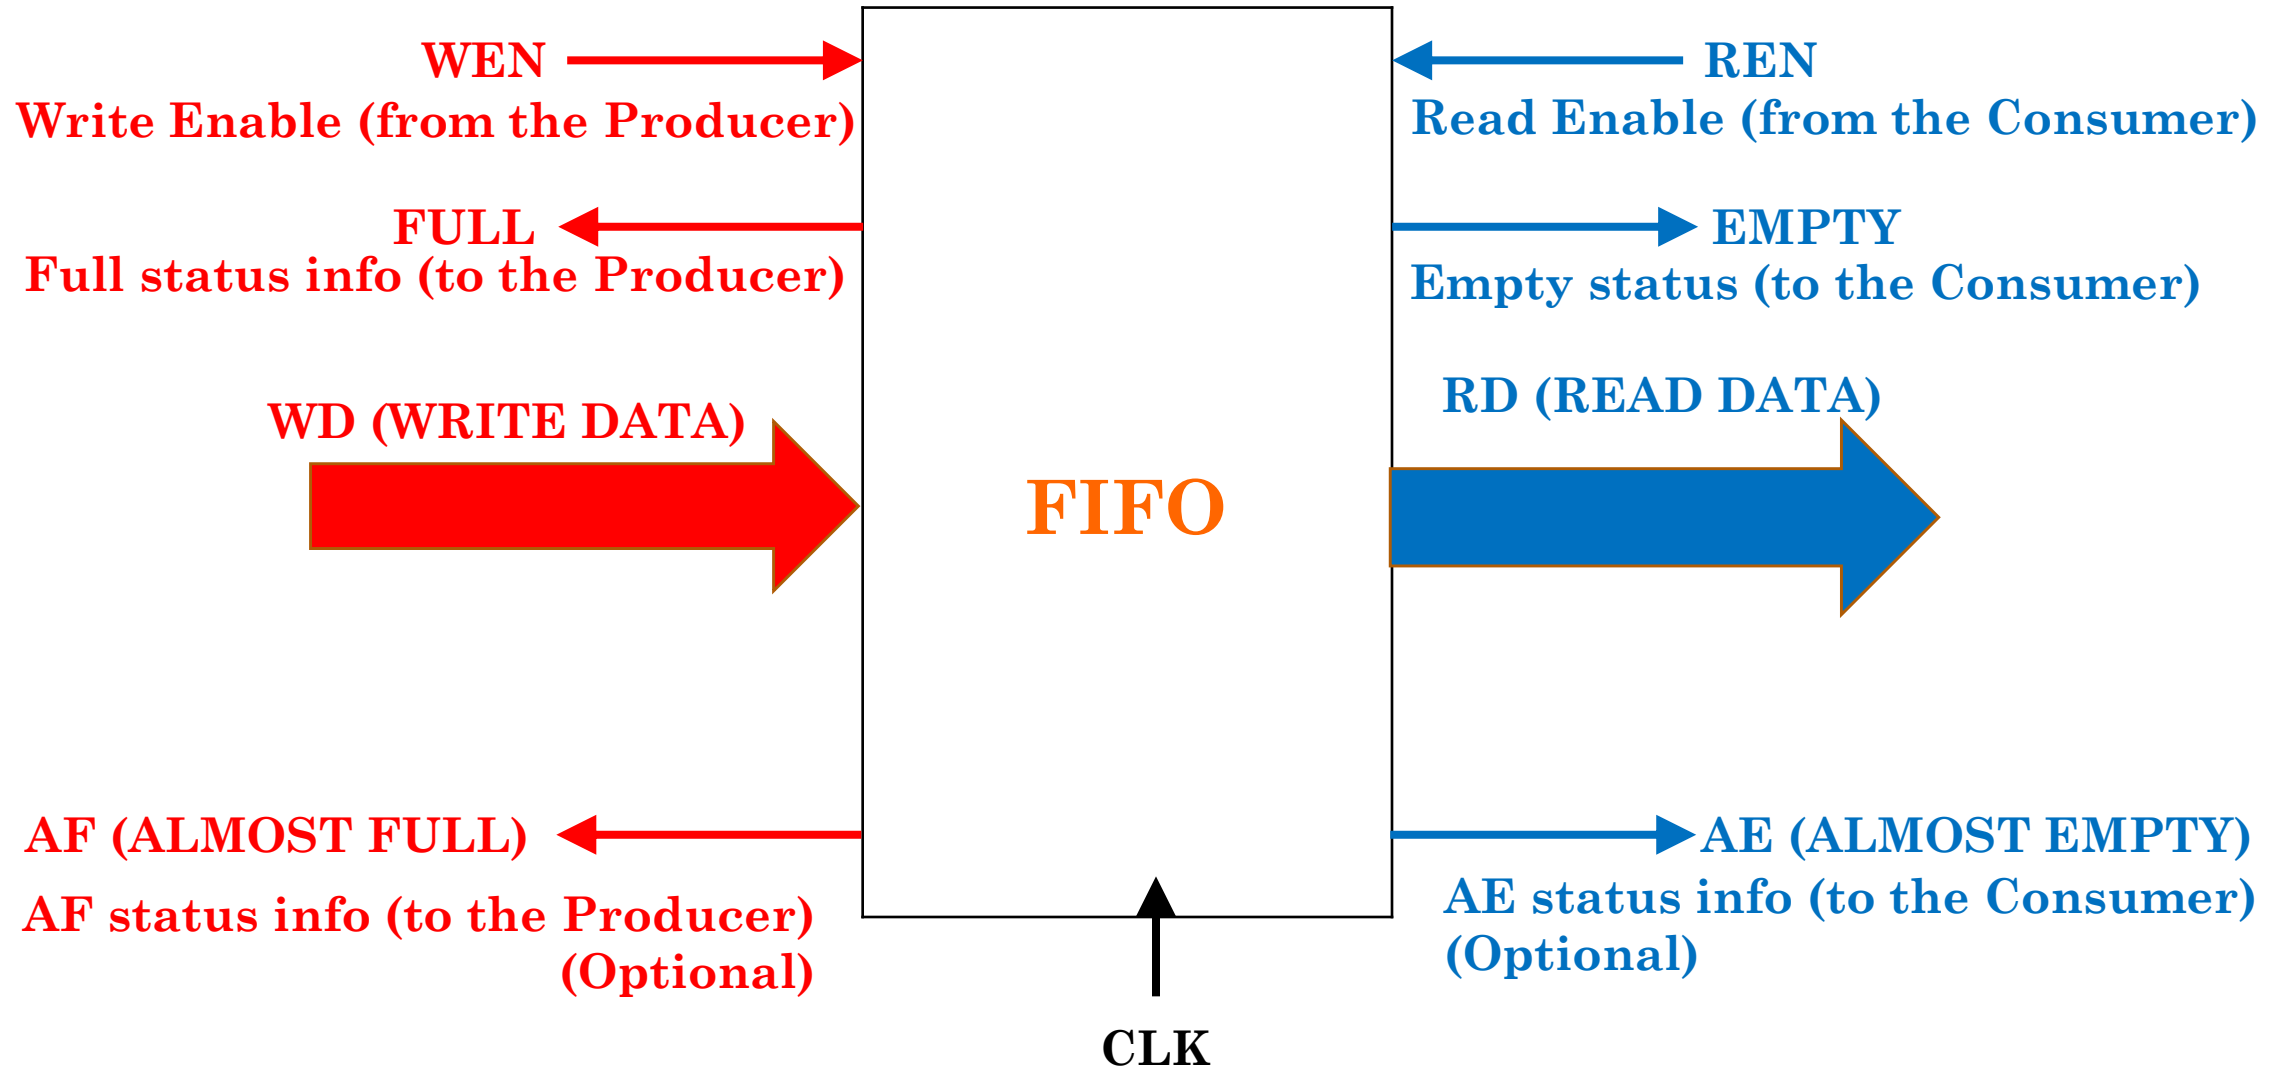 WEN
Write Enable (from the Producer)
FULL
Full status info (to the Producer)
WD (WRITE DATA)
AF (ALMOST FULL)
AF status info (to the Producer)
(Optional)
FIFO
CLK
REN
Read Enable (from the Consumer)
EMPTY
Empty status (to the Consumer)
RD (READ DATA)
AE (ALMOST EMPTY)
AE status info (to the Consumer)
(Optional)